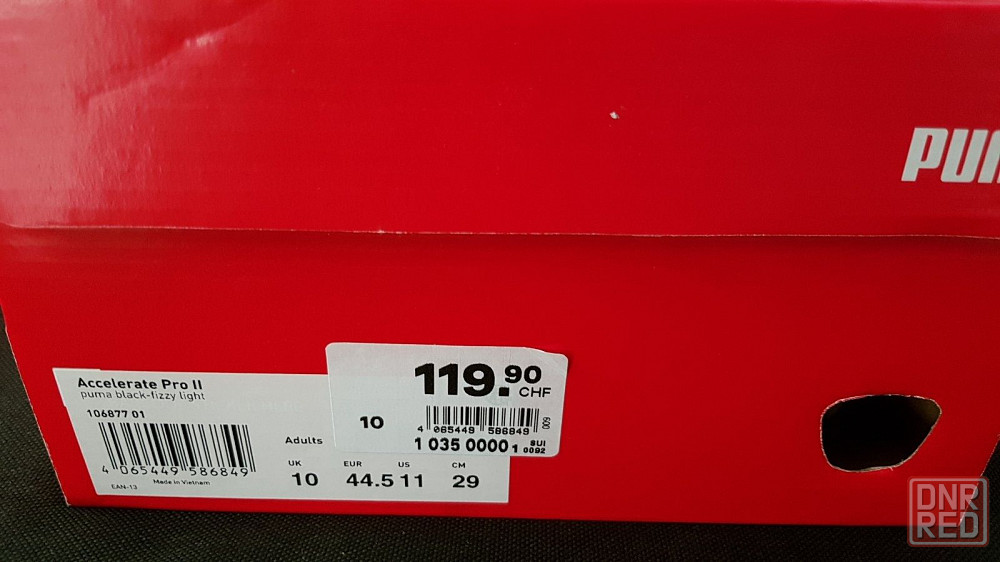 PUM
Accelerate Pro II
puma black-fizzy light
106877 01
4 065449 586849
EAN-13
Made in Vietnam
Adults
UK EUR US CM
10 44.5 11 29
119.90
CHF
10
4 065449 586849
600
1 035 0000 1 0092
SUI
DNR
RED